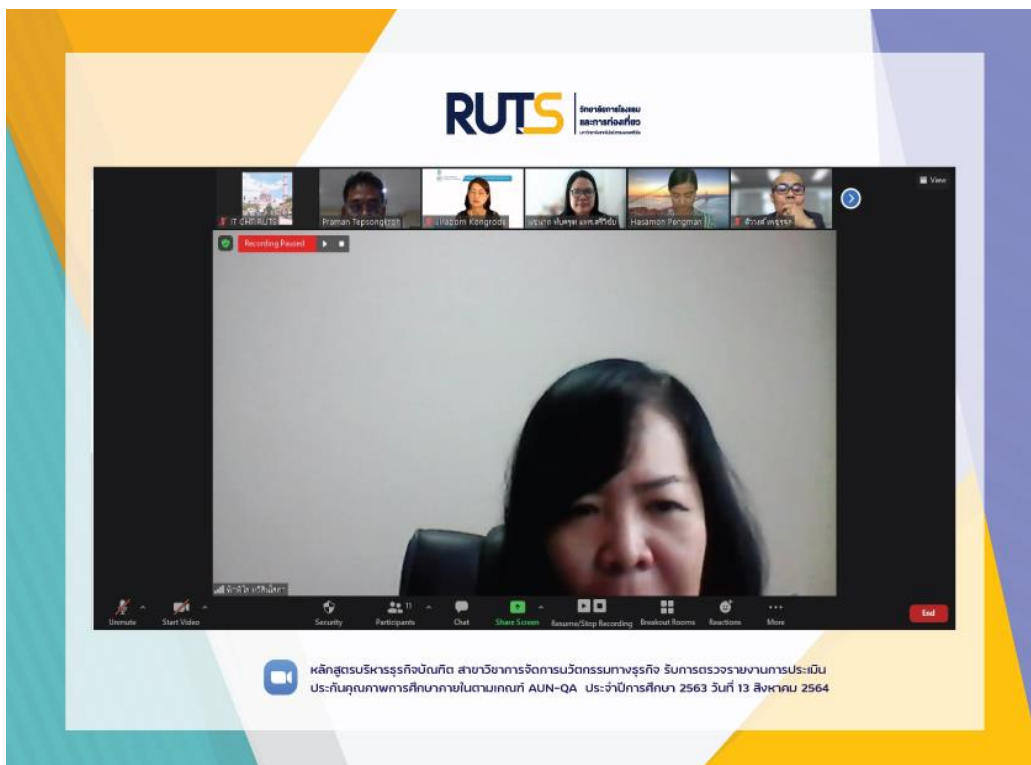 RUTS
วิทยาลัยการโรงแรม
และการท่องเที่ยว
IT CHT RUTS
Praman Tepsongkroh
Kongrode
Hasamon Pengman
View
Recording Paused
Unmute
Start Video
Security
Participants
11
Chat
Share Screen
Resume/Stop Recording
Breakout Rooms
Reactions
More
End
หลักสูตรบริหารธุรกิจบัณฑิต สาขาวิชาการจัดการนวัตกรรมทางธุรกิจ รับการตรวจรายงานการประเมิน
ประกันคุณภาพการศึกษาภายในตามเกณฑ์ AUN-QA ประจำปีการศึกษา 2563 วันที่ 13 สิงหาคม 2564